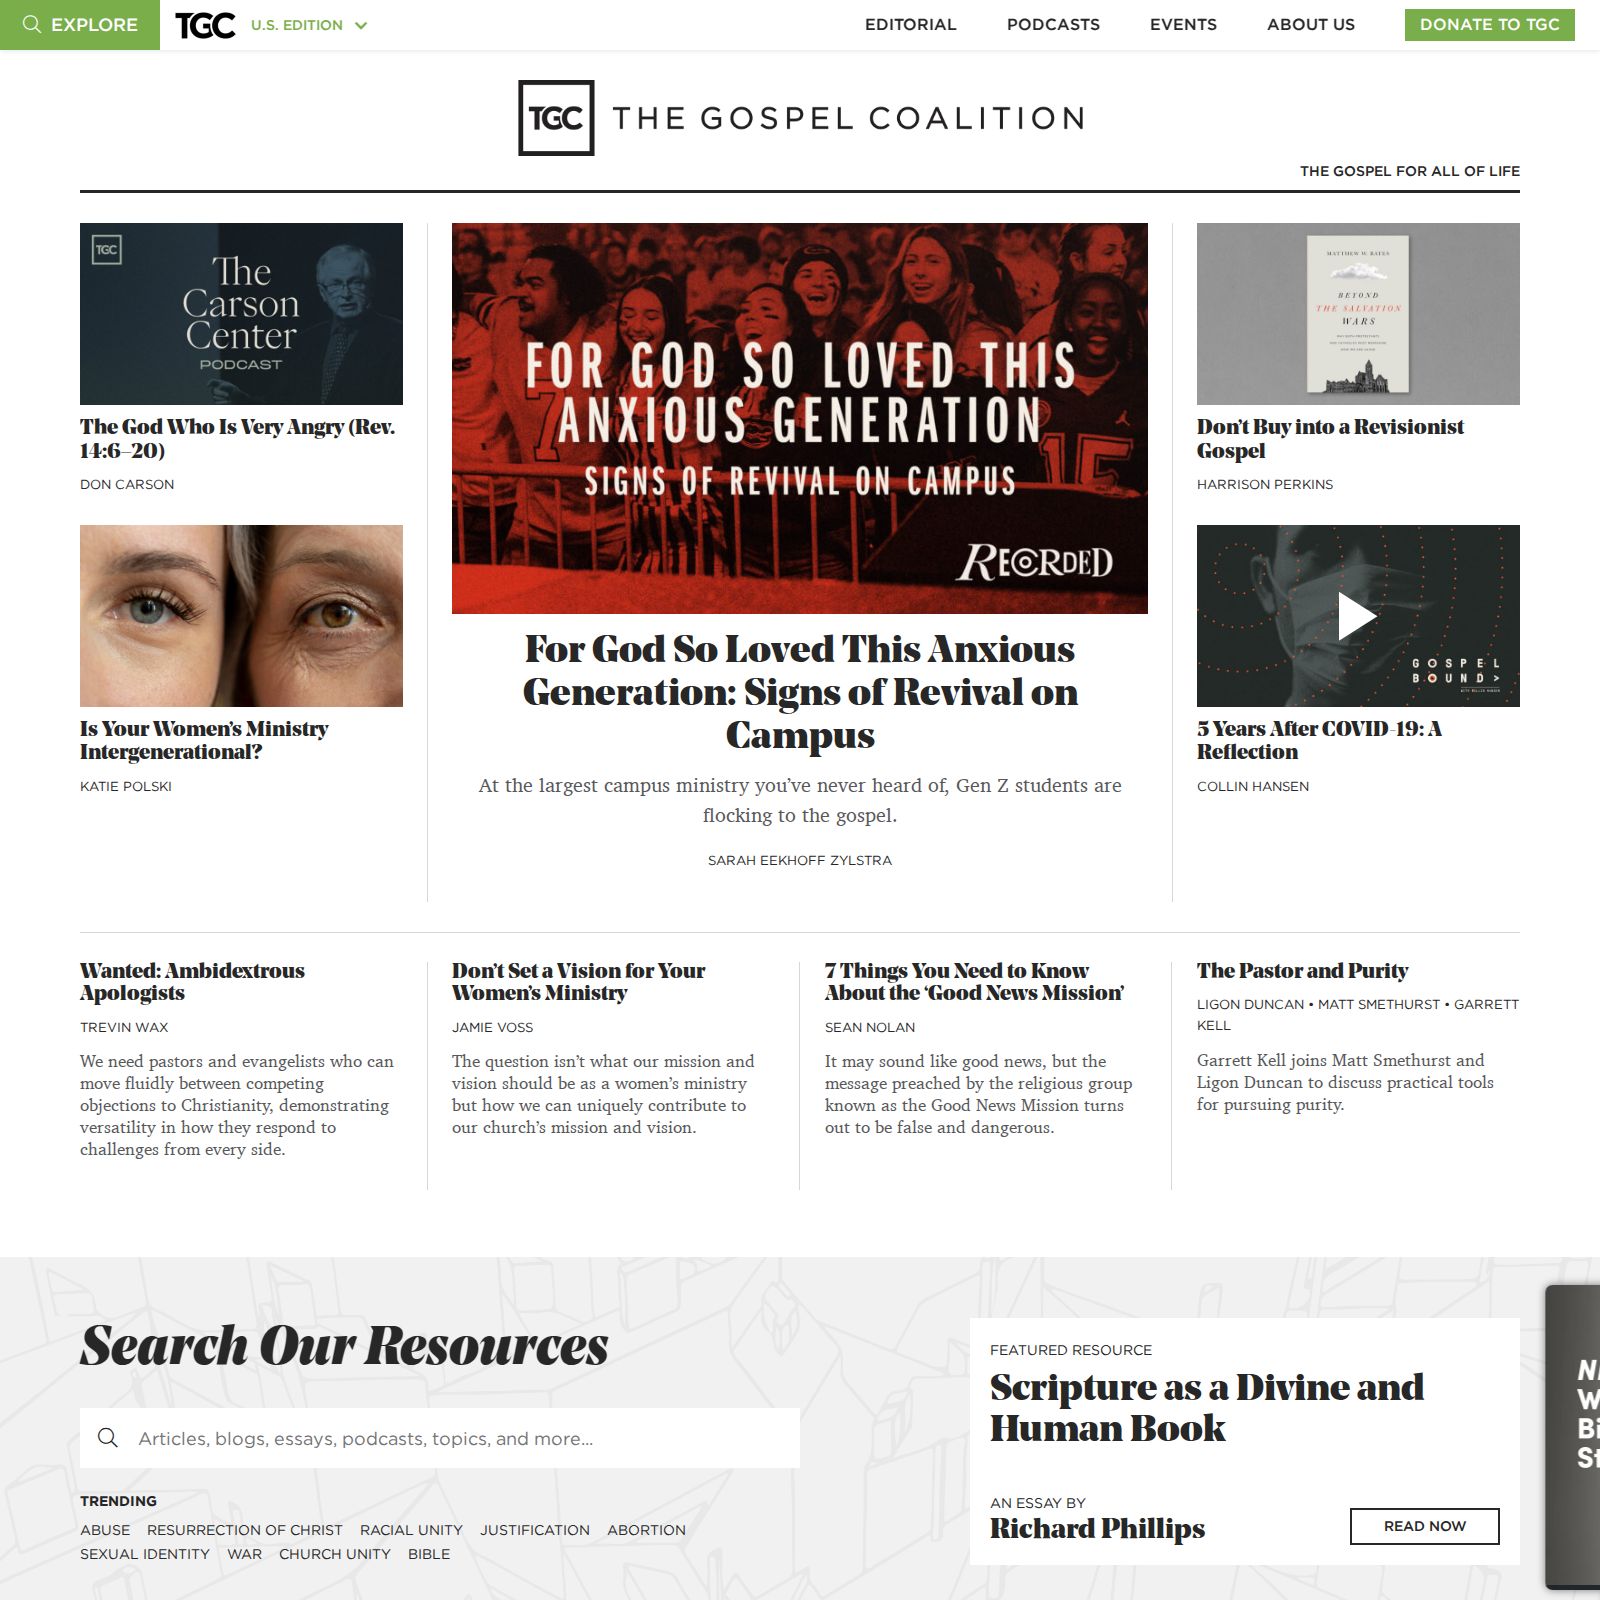 EXPLORE
TGC
U.S. EDITION
EDITORIAL
PODCASTS
EVENTS
ABOUT US
DONATE TO TGC
TGC
THE GOSPEL COALITION
THE GOSPEL FOR ALL OF LIFE
TGC
The
Carson
Center
PODCAST
The God Who Is Very Angry (Rev.
14:6–20)
DON CARSON
Is Your Women’s Ministry
Intergenerational?
KATIE POLSKI
FOR GOD SO LOVED THIS
ANXIOUS GENERATION
SIGNS OF REVIVAL ON CAMPUS
RECORDED
15
For God So Loved This Anxious
Generation: Signs of Revival on
Campus
At the largest campus ministry you’ve never heard of, Gen Z students are
flocking to the gospel.
SARAH EEKHOFF ZYLSTRA
MATTHEW W. BATES
BEYOND
THE SALVATION
WARS
Don’t Buy into a Revisionist
Gospel
HARRISON PERKINS
GOSPEL
BOUND>
WITH COLLIN HANSEN
5 Years After COVID-19: A
Reflection
COLLIN HANSEN
Wanted: Ambidextrous
Apologists
TREVIN WAX
We need pastors and evangelists who can
move fluidly between competing
objections to Christianity, demonstrating
versatility in how they respond to
challenges from every side.
Don’t Set a Vision for Your
Women’s Ministry
JAMIE VOSS
The question isn’t what our mission and
vision should be as a women’s ministry
but how we can uniquely contribute to
our church’s mission and vision.
7 Things You Need to Know
About the ‘Good News Mission’
SEAN NOLAN
It may sound like good news, but the
message preached by the religious group
known as the Good News Mission turns
out to be false and dangerous.
The Pastor and Purity
LIGON DUNCAN • MATT SMETHURST • GARRETT
KELL
Garrett Kell joins Matt Smethurst and
Ligon Duncan to discuss practical tools
for pursuing purity.
Search Our Resources
Articles, blogs, essays, podcasts, topics, and more...
TRENDING
ABUSE RESURRECTION OF CHRIST RACIAL UNITY JUSTIFICATION ABORTION
SEXUAL IDENTITY WAR CHURCH UNITY BIBLE
FEATURED RESOURCE
Scripture as a Divine and
Human Book
AN ESSAY BY
Richard Phillips
READ NOW